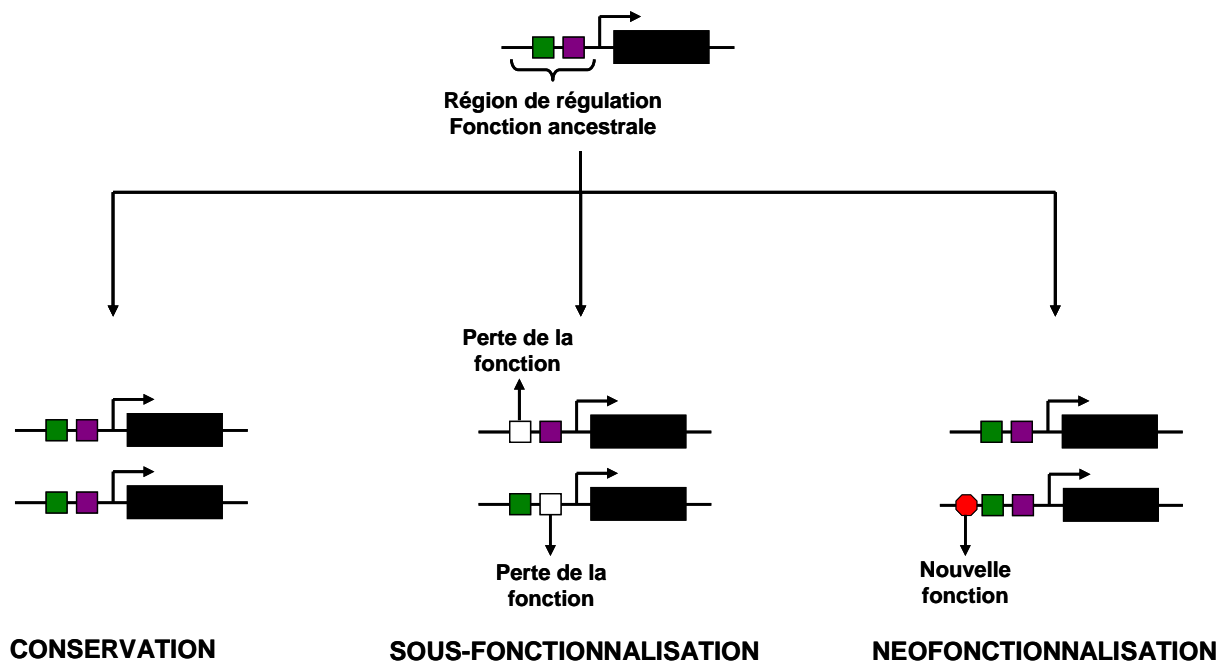 Région de régulation
Fonction ancestrale
Perte de la
fonction
Perte de la
fonction
Nouvelle
fonction
CONSERVATION
SOUS-FONCTIONNALISATION
NEOFONCTIONNALISATION